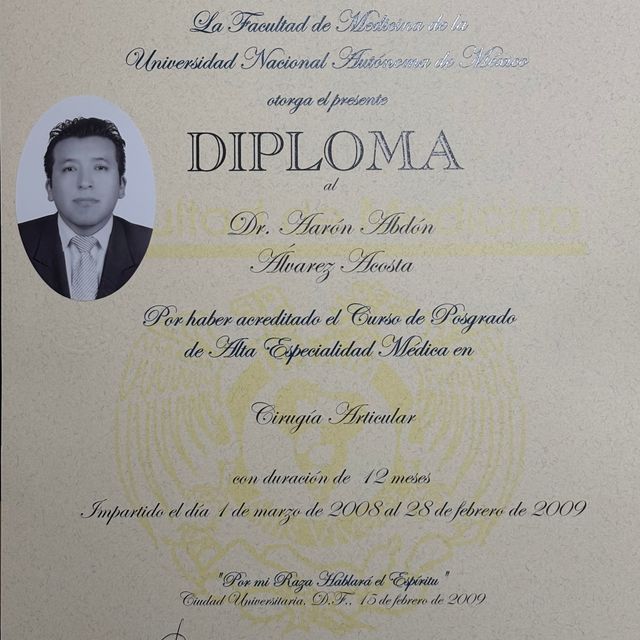 La Facultad de Medicina de la
Universidad Nacional Autónoma de México
otorga el presente
DIPLOMA
al
Dr. Aarón Abdón
Álvarez Acosta
Por haber acreditado el Curso de Posgrado
de Alta Especialidad Médica en
Cirugía Articular
con duración de 12 meses
Impartido el día 1 de marzo de 2008 al 28 de febrero de 2009
"Por mi Raza Hablará el Espíritu"
Ciudad Universitaria, D.F., 15 de febrero de 2009